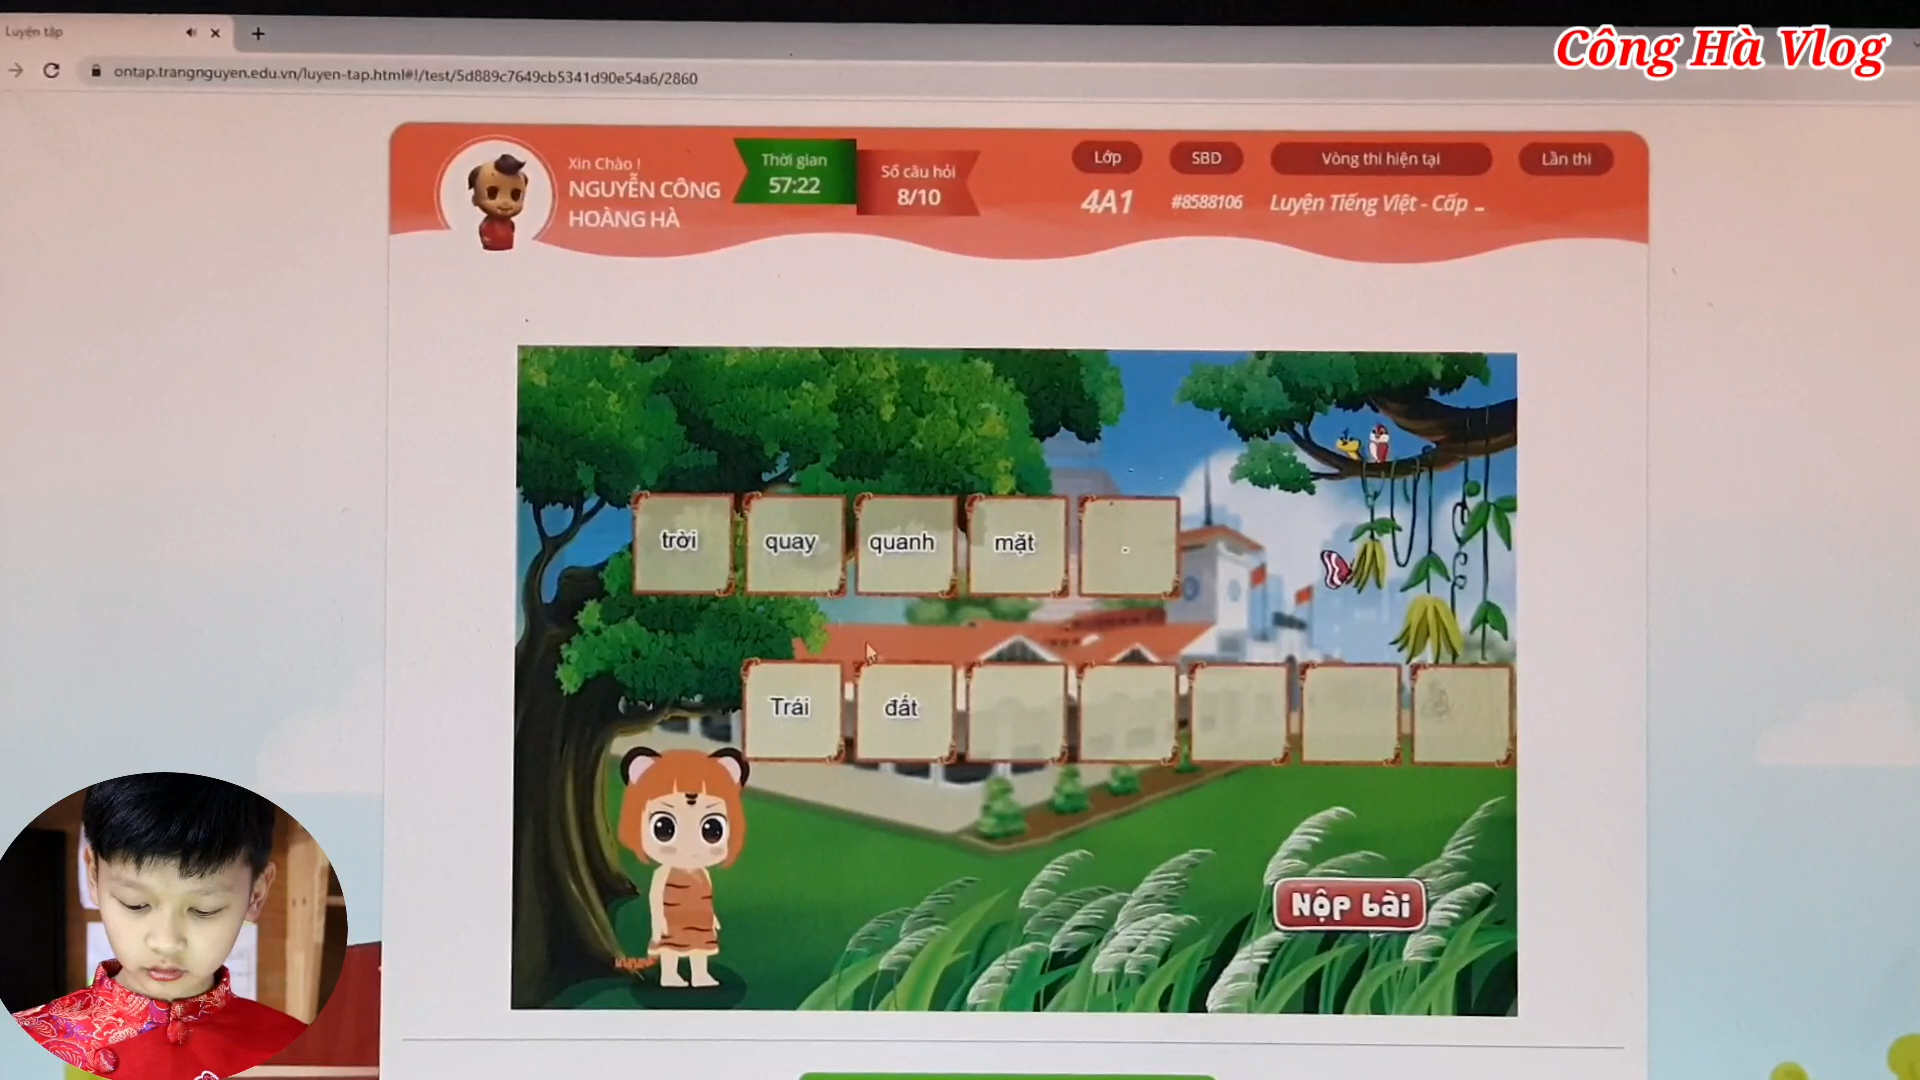 Luyện tập
Công Hà Vlog
ontap.trangnguyen.edu.vn/luyen-tap.html#!/test/5d889c7649cb5341d90e54a6/2860
Xin Chào !
NGUYỄN CÔNG
HOÀNG HÀ
Thời gian
57:22
Số câu hỏi
8/10
Lớp
4A1
SBD
#8588106
Vòng thi hiện tại
Luyện Tiếng Việt - Cấp ...
Lần thi
trời quay quanh mặt .
Trái đất
Nộp bài